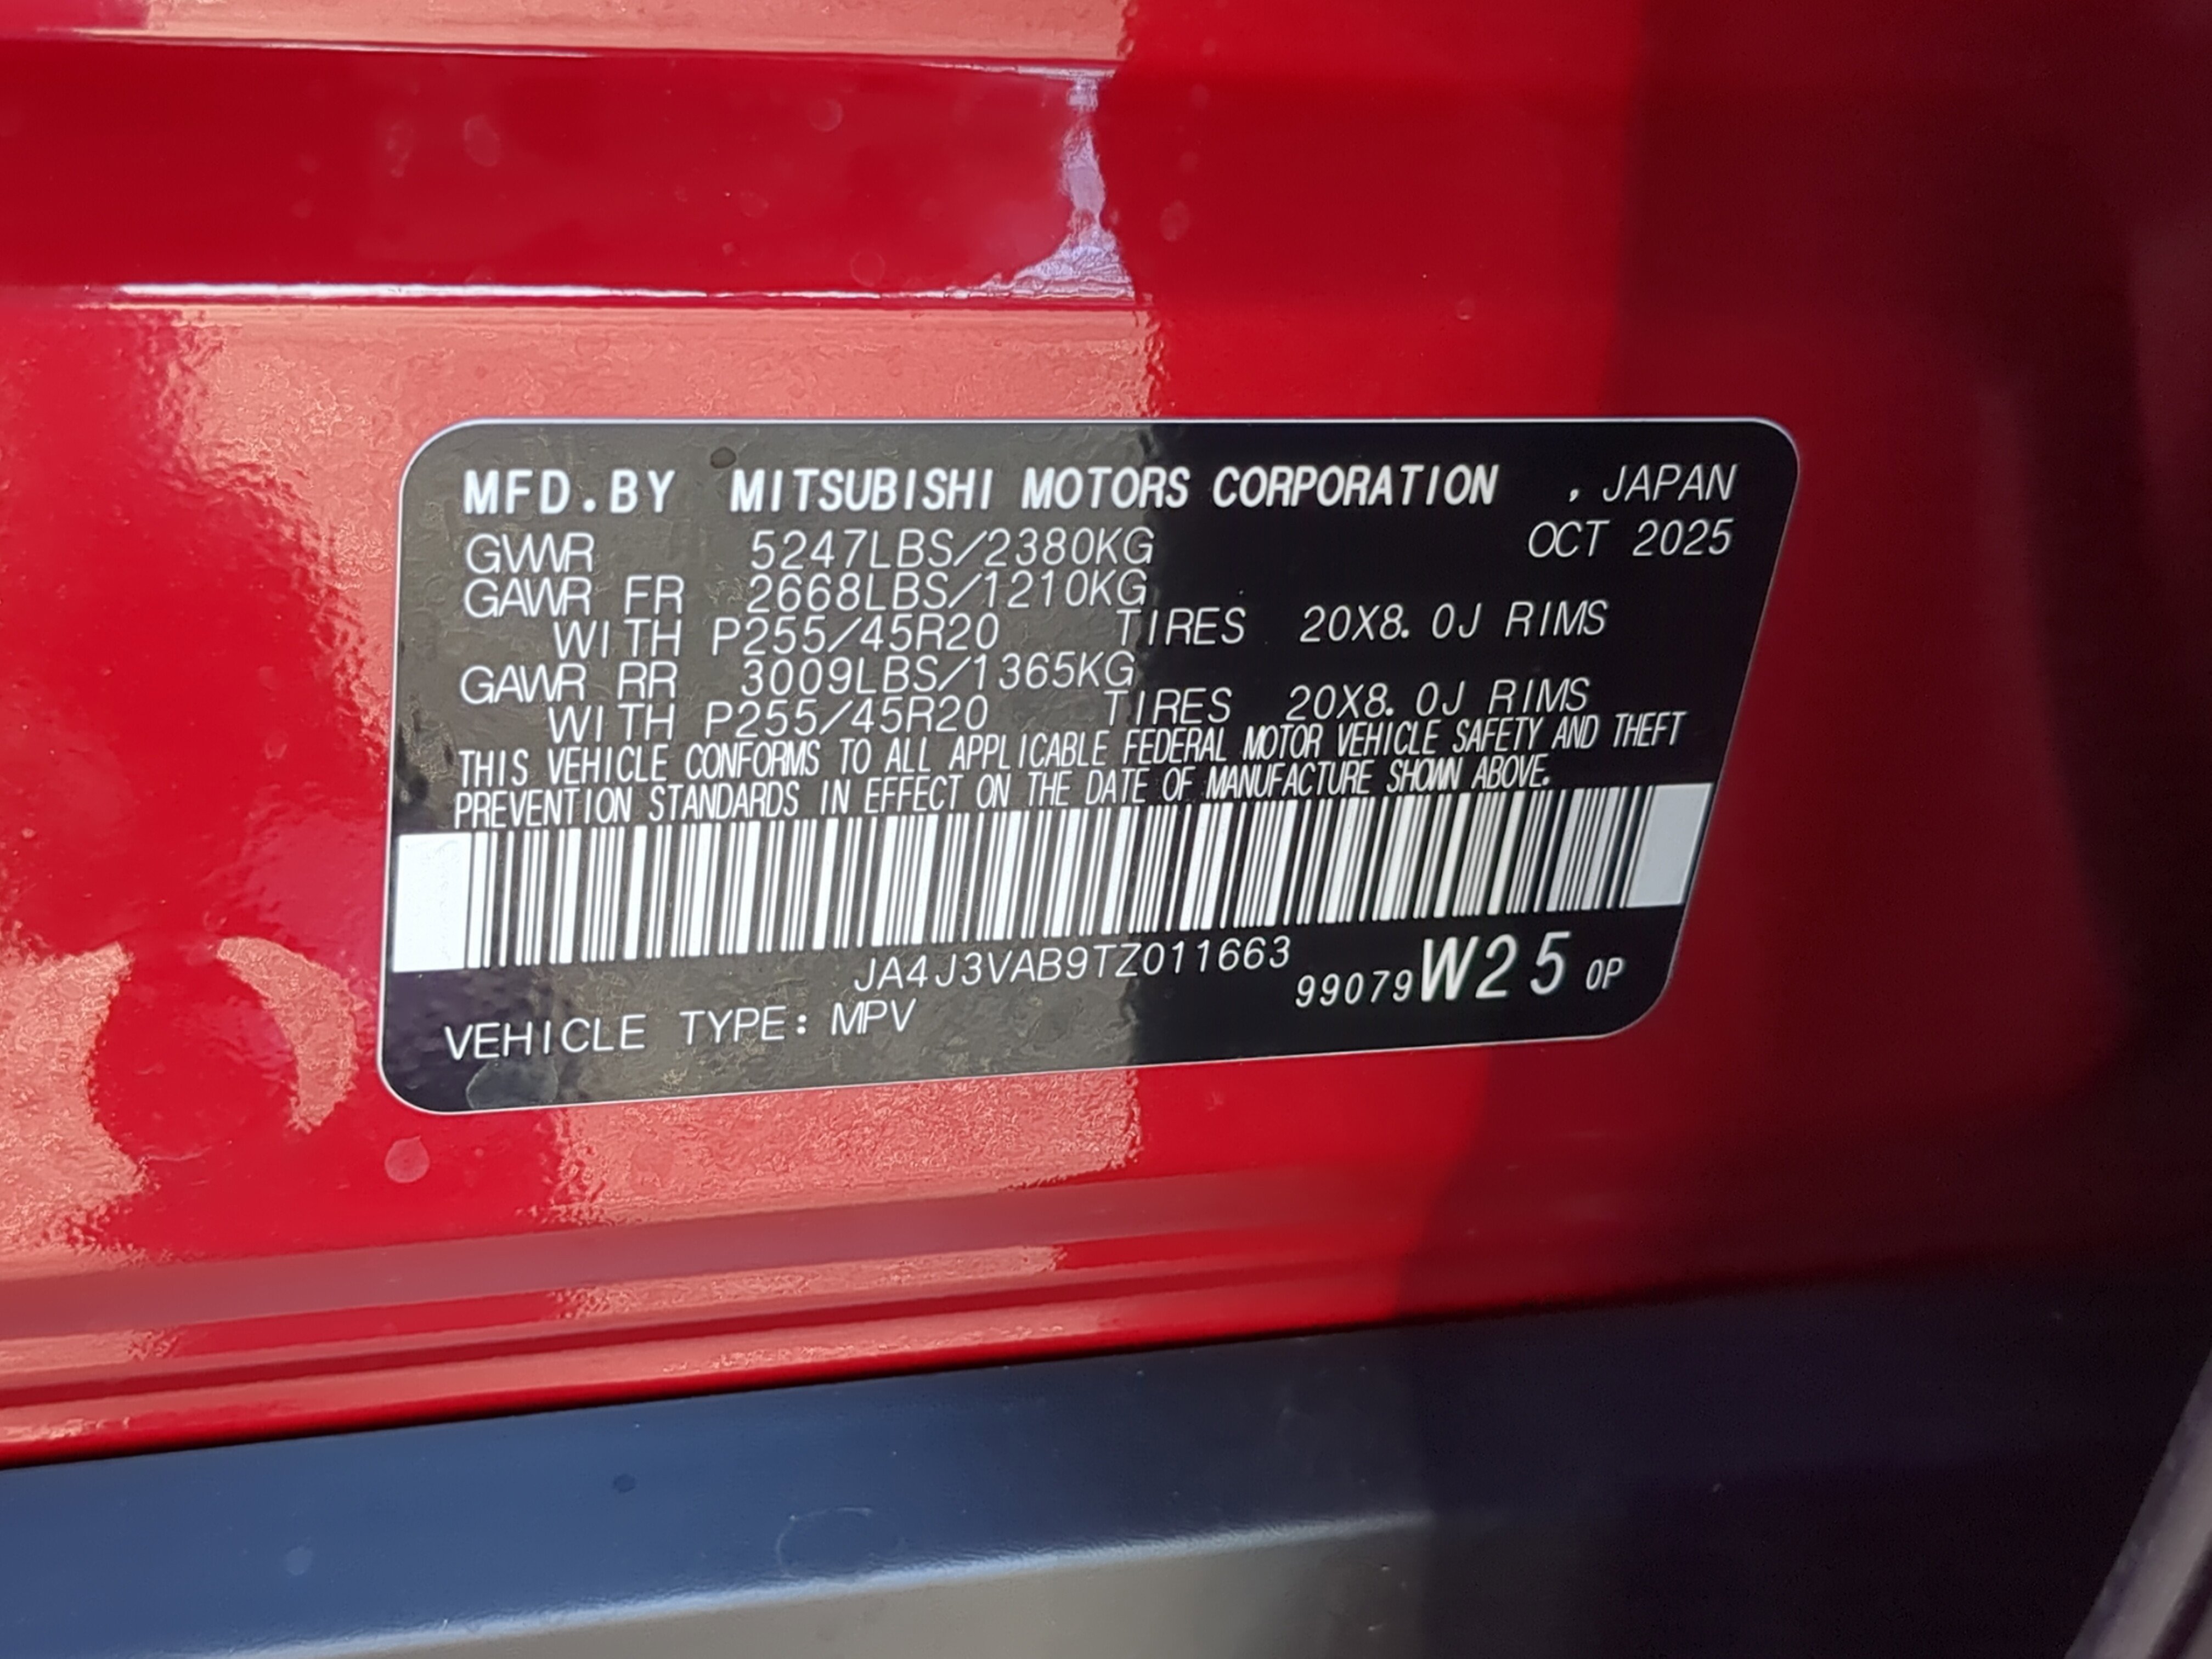 MFD.BY MITSUBISHI MOTORS CORPORATION , JAPAN
OCT 2025
GVWR 5247LBS/2380KG
GAWR FR 2668LBS/1210KG
WITH P255/45R20 TIRES 20X8.0J RIMS
GAWR RR 3009LBS/1365KG
WITH P255/45R20 TIRES 20X8.0J RIMS
THIS VEHICLE CONFORMS TO ALL APPLICABLE FEDERAL MOTOR VEHICLE SAFETY AND THEFT
PREVENTION STANDARDS IN EFFECT ON THE DATE OF MANUFACTURE SHOWN ABOVE.
JA4J3VAB9TZ011663
99079W25 0P
VEHICLE TYPE: MPV